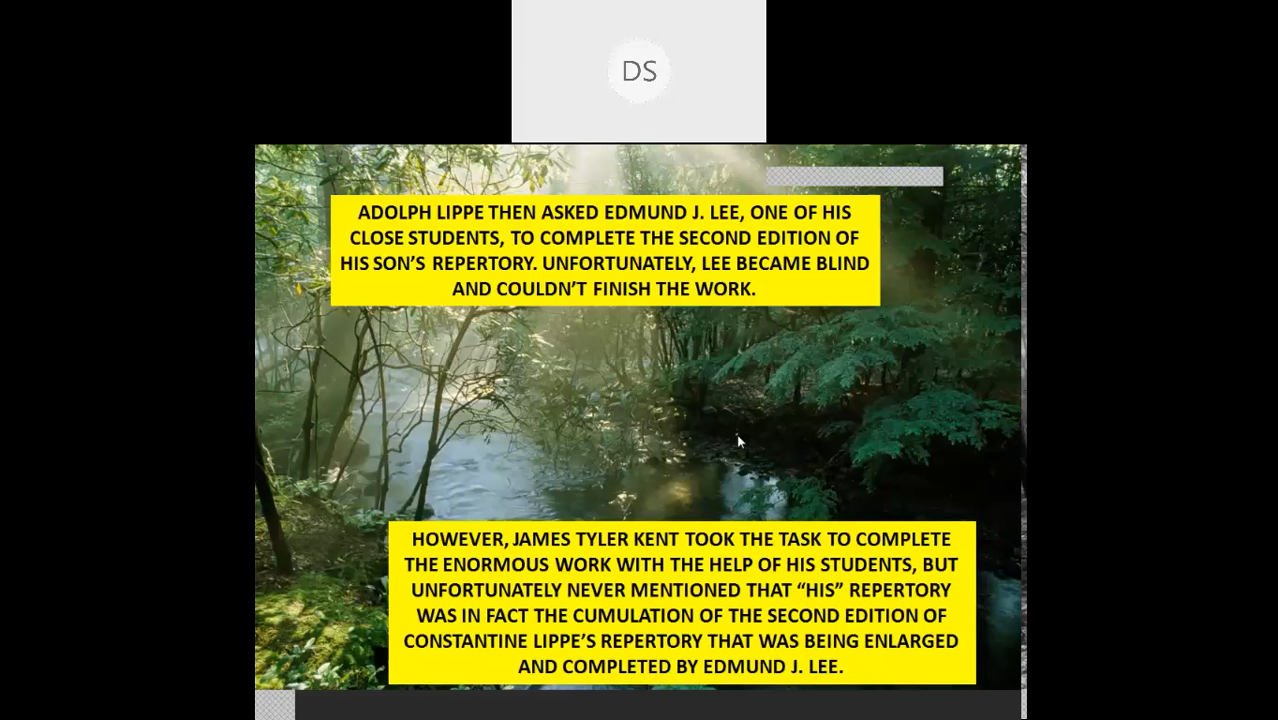 DS
ADOLPH LIPPE THEN ASKED EDMUND J. LEE, ONE OF HIS
CLOSE STUDENTS, TO COMPLETE THE SECOND EDITION OF
HIS SON'S REPERTORY. UNFORTUNATELY, LEE BECAME BLIND
AND COULDN'T FINISH THE WORK.
HOWEVER, JAMES TYLER KENT TOOK THE TASK TO COMPLETE
THE ENORMOUS WORK WITH THE HELP OF HIS STUDENTS, BUT
UNFORTUNATELY NEVER MENTIONED THAT “HIS” REPERTORY
WAS IN FACT THE CUMULATION OF THE SECOND EDITION OF
CONSTANTINE LIPPE'S REPERTORY THAT WAS BEING ENLARGED
AND COMPLETED BY EDMUND J. LEE.